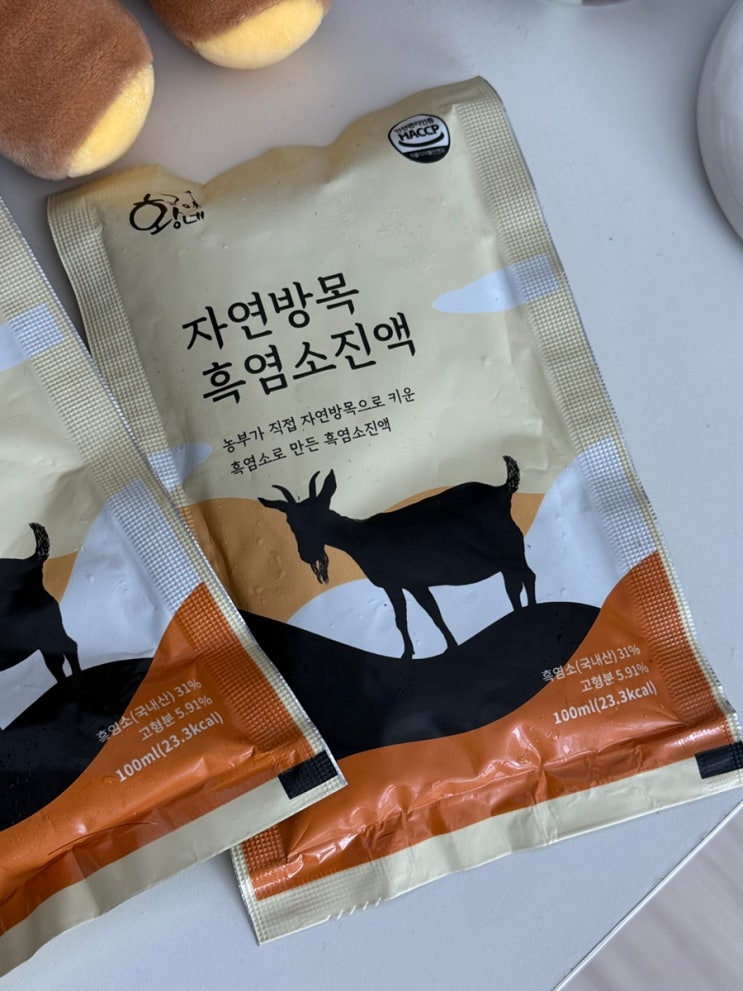 HACCP
자연방목
흑염소진액
농부가 직접 자연방목으로 키운
흑염소로 만든 흑염소진액
흑염소(국내산) 31%
고형분 5.91%
100ml(23.3kcal)
흑염소(국내산) 31%
고형분 5.91%
100ml(23.3kcal)